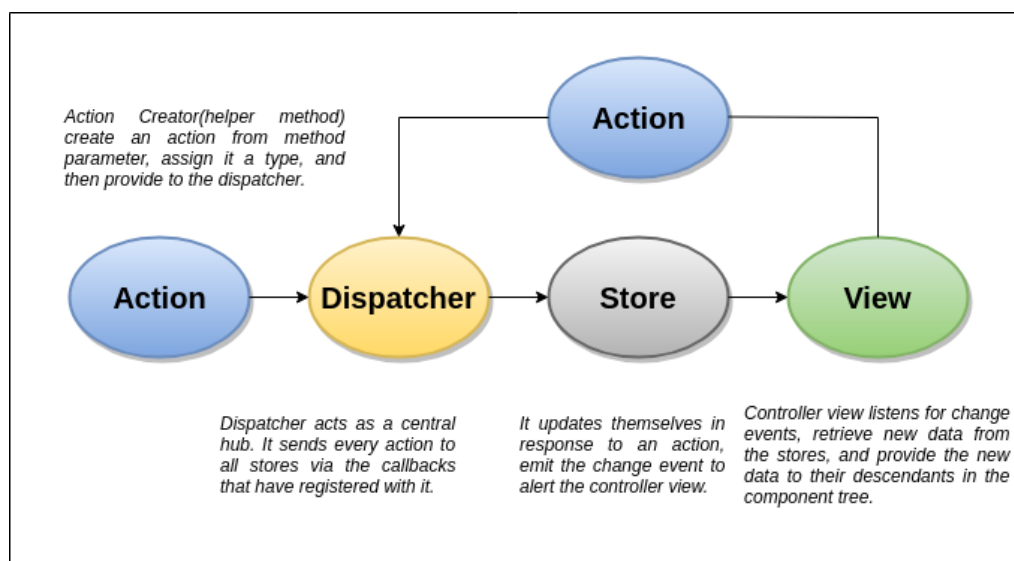 Action
Action Creator(helper method)
create an action from method
parameter, assign it a type, and
then provide to the dispatcher.
Action
Dispatcher
Store
View
Dispatcher acts as a central
hub. It sends every action to
all stores via the callbacks
that have registered with it.
It updates themselves in
response to an action,
emit the change event to
alert the controller view.
Controller view listens for change
events, retrieve new data from
the stores, and provide the new
data to their descendants in the
component tree.